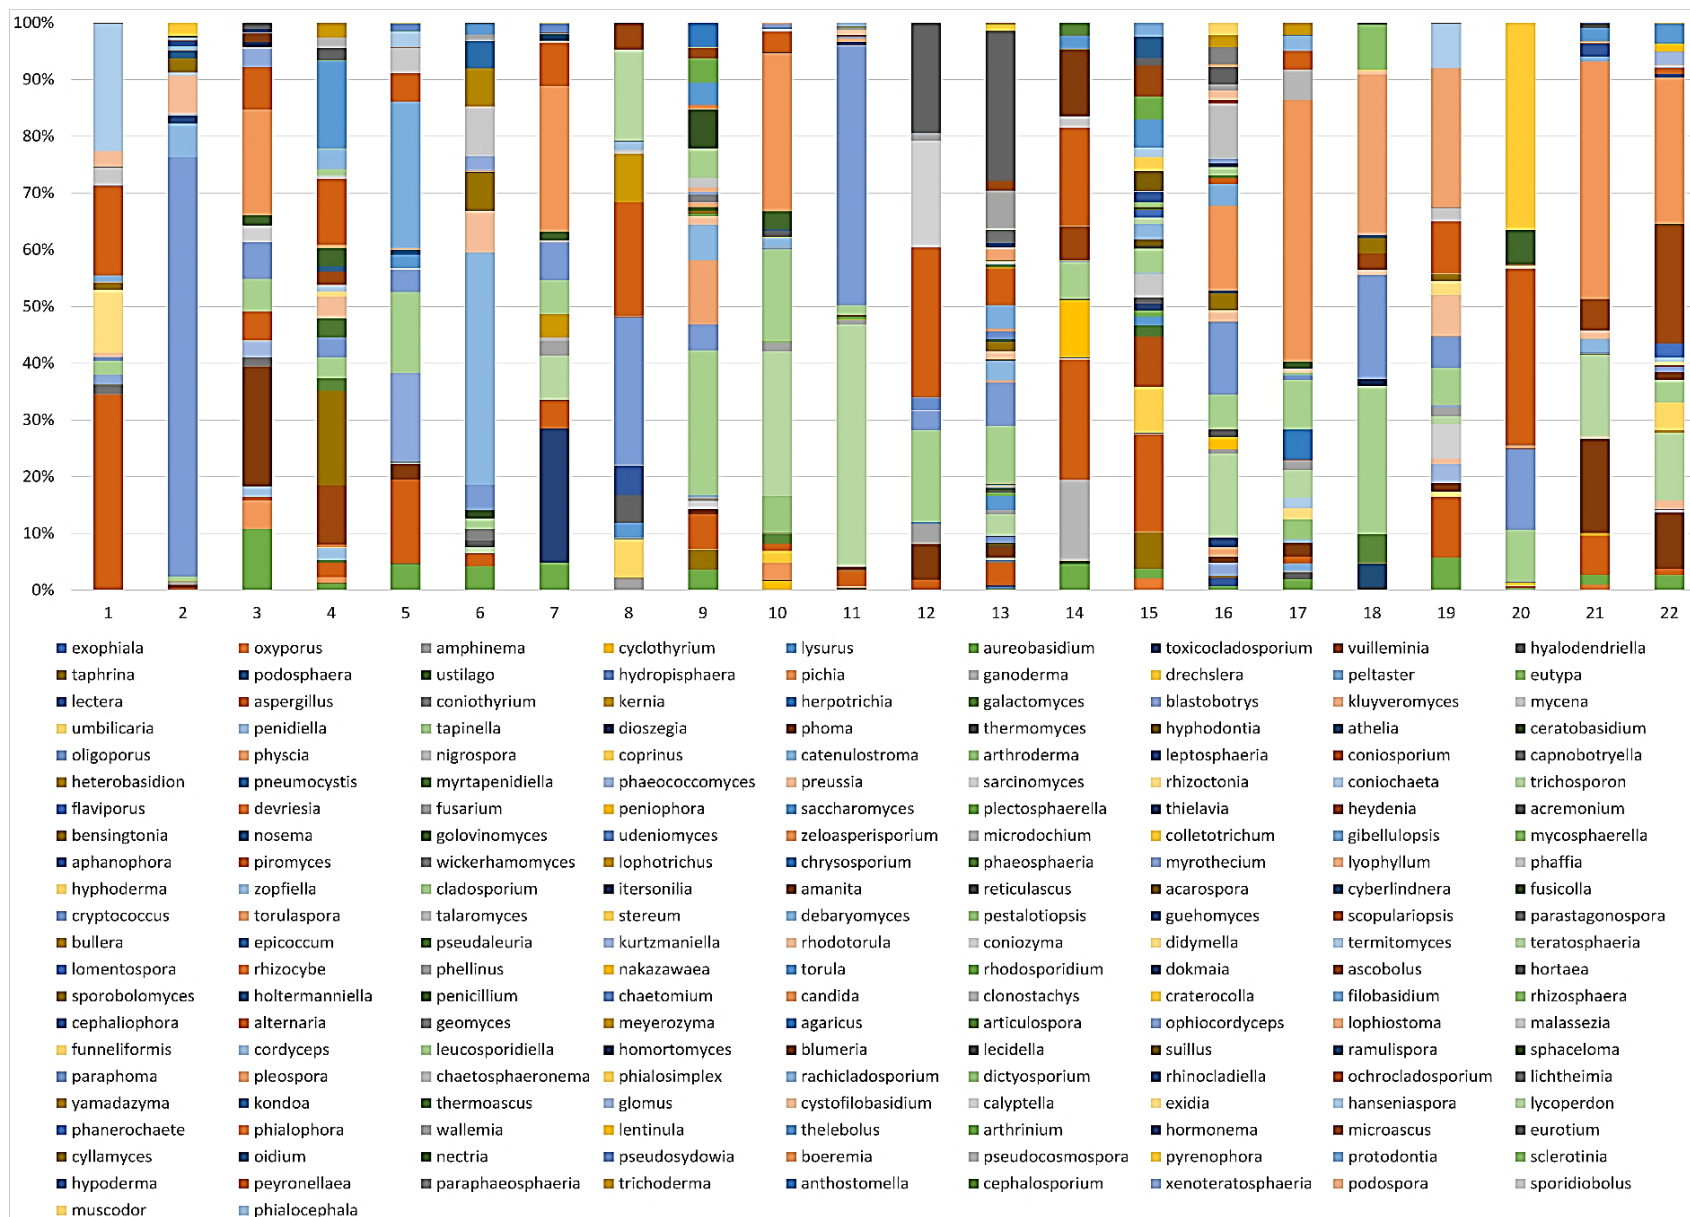 100%
90%
80%
70%
60%
50%
40%
30%
20%
10%
0%
1 2 3 4 5 6 7 8 9 10 11 12 13 14 15 16 17 18 19 20 21 22
exophiala oxyporus amphinema cyclothyrium lysurus aureobasidium toxicocladosporium vuilleminia hyalodendriella
taphrina podosphaera ustilago hydropisphaera pichia ganoderma drechslera peltaster eutypa
lectera aspergillus coniothyrium kernia herpotrichia galactomyces blastobotrys kluyveromyces mycena
umbilicaria penidiella tapinella dioszegia phoma thermomyces hyphodontia athelia ceratobasidium
oligoporus physcia nigrospora coprinus catenulostroma arthroderma leptosphaeria coniosporium capnobotryella
heterobasidion pneumocystis myrtapenidiella phaeococcomyces preussia sarcinomyces rhizoctonia coniochaeta trichosporon
flaviporus devriesia fusarium peniophora saccharomyces plectosphaerella thielavia heydenia acremonium
bensingtonia nosema golovinomyces udeniomyces zeloasperisporium microdochium colletotrichum gibellulopsis mycosphaerella
aphanophora piromyces wickerhamomyces lophotrichus chrysosporium phaeosphaeria myrothecium lyophyllum phaffia
hyphoderma zopfiella cladosporium itersonilia amanita reticulascus acarospora cyberlindnera fusicolla
cryptococcus torulaspora talaromyces stereum debaryomyces pestalotiopsis guehomyces scopulariopsis parastagonospora
bullera epicoccum pseudaleuria kurtzmaniella rhodotorula coniozyma didymella termitomyces teratosphaeria
lomentospora rhizocybe phellinus nakazawaea torula rhodosporidium dokmaia ascobolus hortaea
sporobolomyces holtermanniella penicillium chaetomium candida clonostachys craterocolla filobasidium rhizosphaera
cephaliophora alternaria geomyces meyerozyma agaricus articulospora ophiocordyceps lophiostoma malassezia
funneliformis cordyceps leucosporidiella homortomyces blumeria lecidella suillus ramulispora sphaceloma
paraphoma pleospora chaetosphaeronema phialosimplex rachicladosporium dictyosporium rhinocladiella ochrocladosporium lichtheimia
yamadazyma kondoa thermoascus glomus cystofilobasidium calyptella exidia hanseniaspora lycoperdon
phanerochaete phialophora wallemia lentinula thelebolus arthrinium hormonema microascus eurotium
cyllamyces oidium nectria pseudosydowia boeremia pseudocosmospora pyrenophora protodontia sclerotinia
hypoderma peyronellaea paraphaeosphaeria trichoderma anthostomella cephalosporium xenoteratosphaeria podospora sporidiobolus
muscodor phialocephala